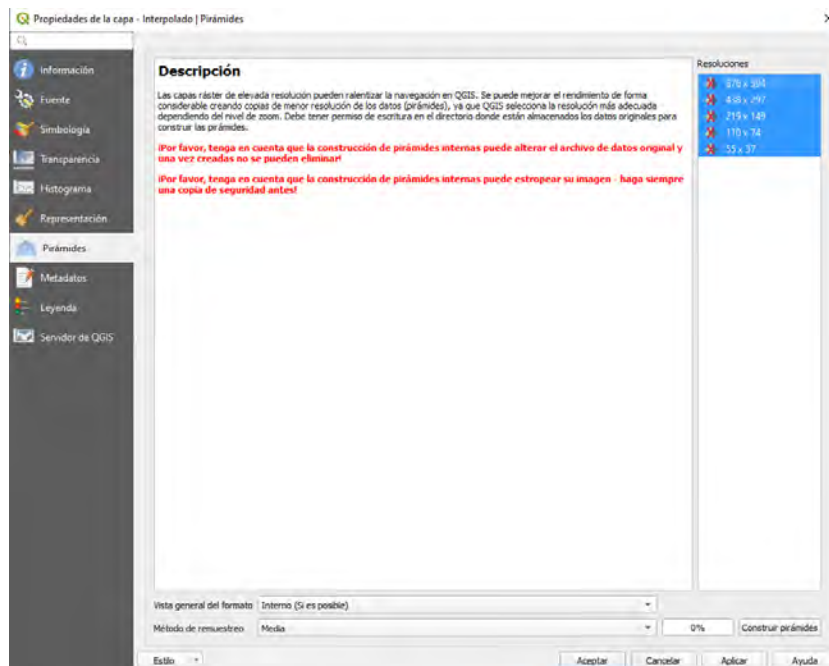 Propiedades de la capa - Interpolado | Pirámides
Información
Fuente
Simbología
Transparencia
Histograma
Representación
Pirámides
Metadatos
Leyenda
Servidor de QGIS
Descripción
Las capas ráster de elevada resolución pueden ralentizar la navegación en QGIS. Se puede mejorar el rendimiento de forma
considerable creando copias de menor resolución de los datos (pirámides), ya que QGIS selecciona la resolución más adecuada
dependiendo del nivel de zoom. Debe tener permiso de escritura en el directorio donde están almacenados los datos originales para
construir las pirámides.
¡Por favor, tenga en cuenta que la construcción de pirámides internas puede alterar el archivo de datos original y
una vez creadas no se pueden eliminar!
¡Por favor, tenga en cuenta que la construcción de pirámides internas puede estropear su imagen - haga siempre
una copia de seguridad antes!
Resoluciones
876 x 594
438 x 297
219 x 149
110 x 74
55 x 37
Vista general del formato Interno (Si es posible)
Método de remuestreo Media 0% Construir pirámides
Estilo Aceptar Cancelar Aplicar Ayuda